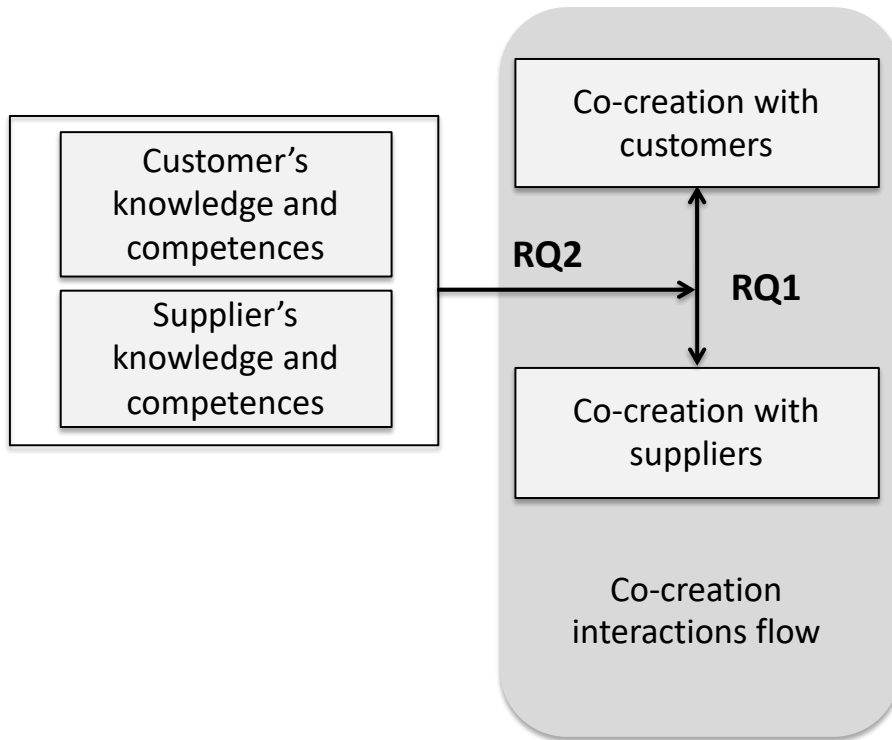 Customer’s
knowledge and
competences
Supplier’s
knowledge and
competences
RQ2
Co-creation with
customers
RQ1
Co-creation with
suppliers
Co-creation
interactions flow